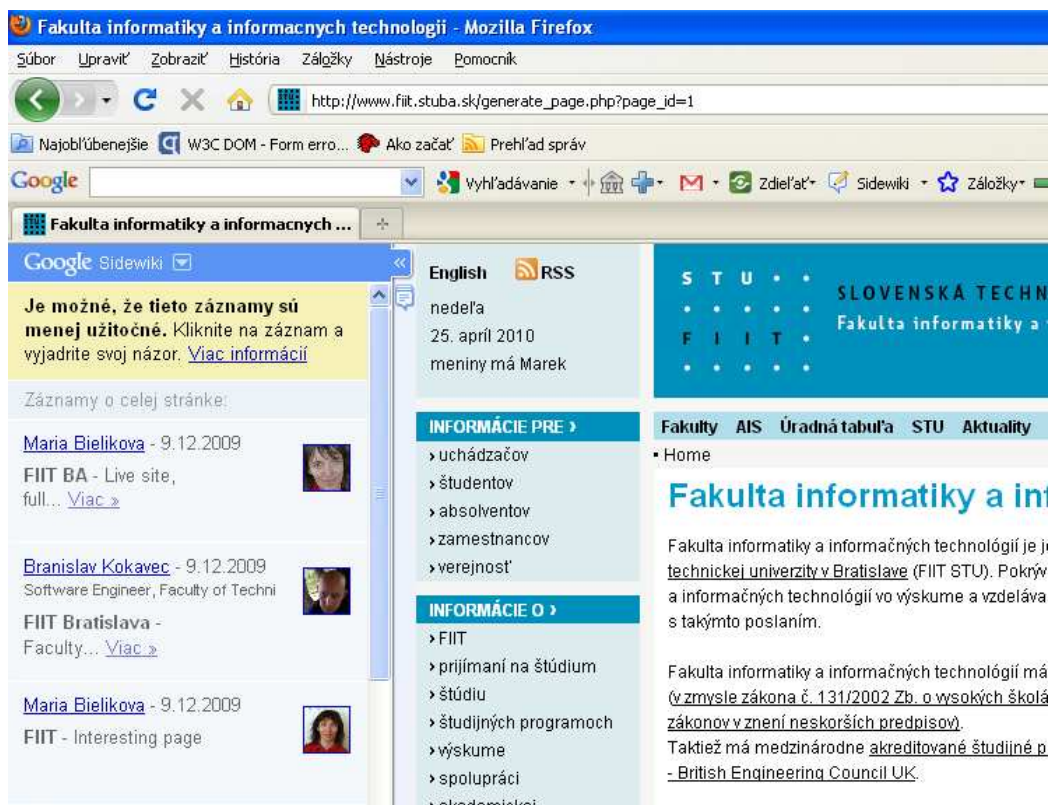 Fakulta informatiky a informacnych technologii - Mozilla Firefox
Súbor Upraviť Zobraziť História Záložky Nástroje Pomocník
http://www.fiit.stuba.sk/generate_page.php?page_id=1
Najobľúbenejšie W3C DOM - Form erro... Ako začať Prehľad správ
Google Vyhľadávanie Zdieľať Sidewiki Záložky
Fakulta informatiky a informacnych ...
Google Sidewiki
Je možné, že tieto záznamy sú
menej užitočné. Kliknite na záznam a
vyjadrite svoj názor. Viac informácií
Záznamy o celej stránke:
Maria Bielikova - 9.12.2009
FIIT BA - Live site,
full... Viac »
Branislav Kokavec - 9.12.2009
Software Engineer, Faculty of Techni
FIIT Bratislava -
Faculty... Viac »
Maria Bielikova - 9.12.2009
FIIT - Interesting page
English RSS
nedeľa
25. apríl 2010
meniny má Marek
INFORMÁCIE PRE ›
› uchádzačov
› študentov
› absolventov
› zamestnancov
› verejnosť
INFORMÁCIE O ›
› FIIT
› prijímaní na štúdium
› štúdiu
› študijných programoch
› výskume
› spolupráci
› akademickej
S T U
F I I T
SLOVENSKÁ TECHN
Fakulta informatiky a
Fakulty AIS Úradná tabuľa STU Aktuality
▪ Home
Fakulta informatiky a inf
Fakulta informatiky a informačných technológií je j
technickej univerzity v Bratislave (FIIT STU). Pokrýv
a informačných technológií vo výskume a vzdeláva
s takýmto poslaním.
Fakulta informatiky a informačných technológií má
(v zmysle zákona č. 131/2002 Zb. o vysokých školá
zákonov v znení neskorších predpisov).
Taktiež má medzinárodne akreditované študijné p
- British Engineering Council UK.